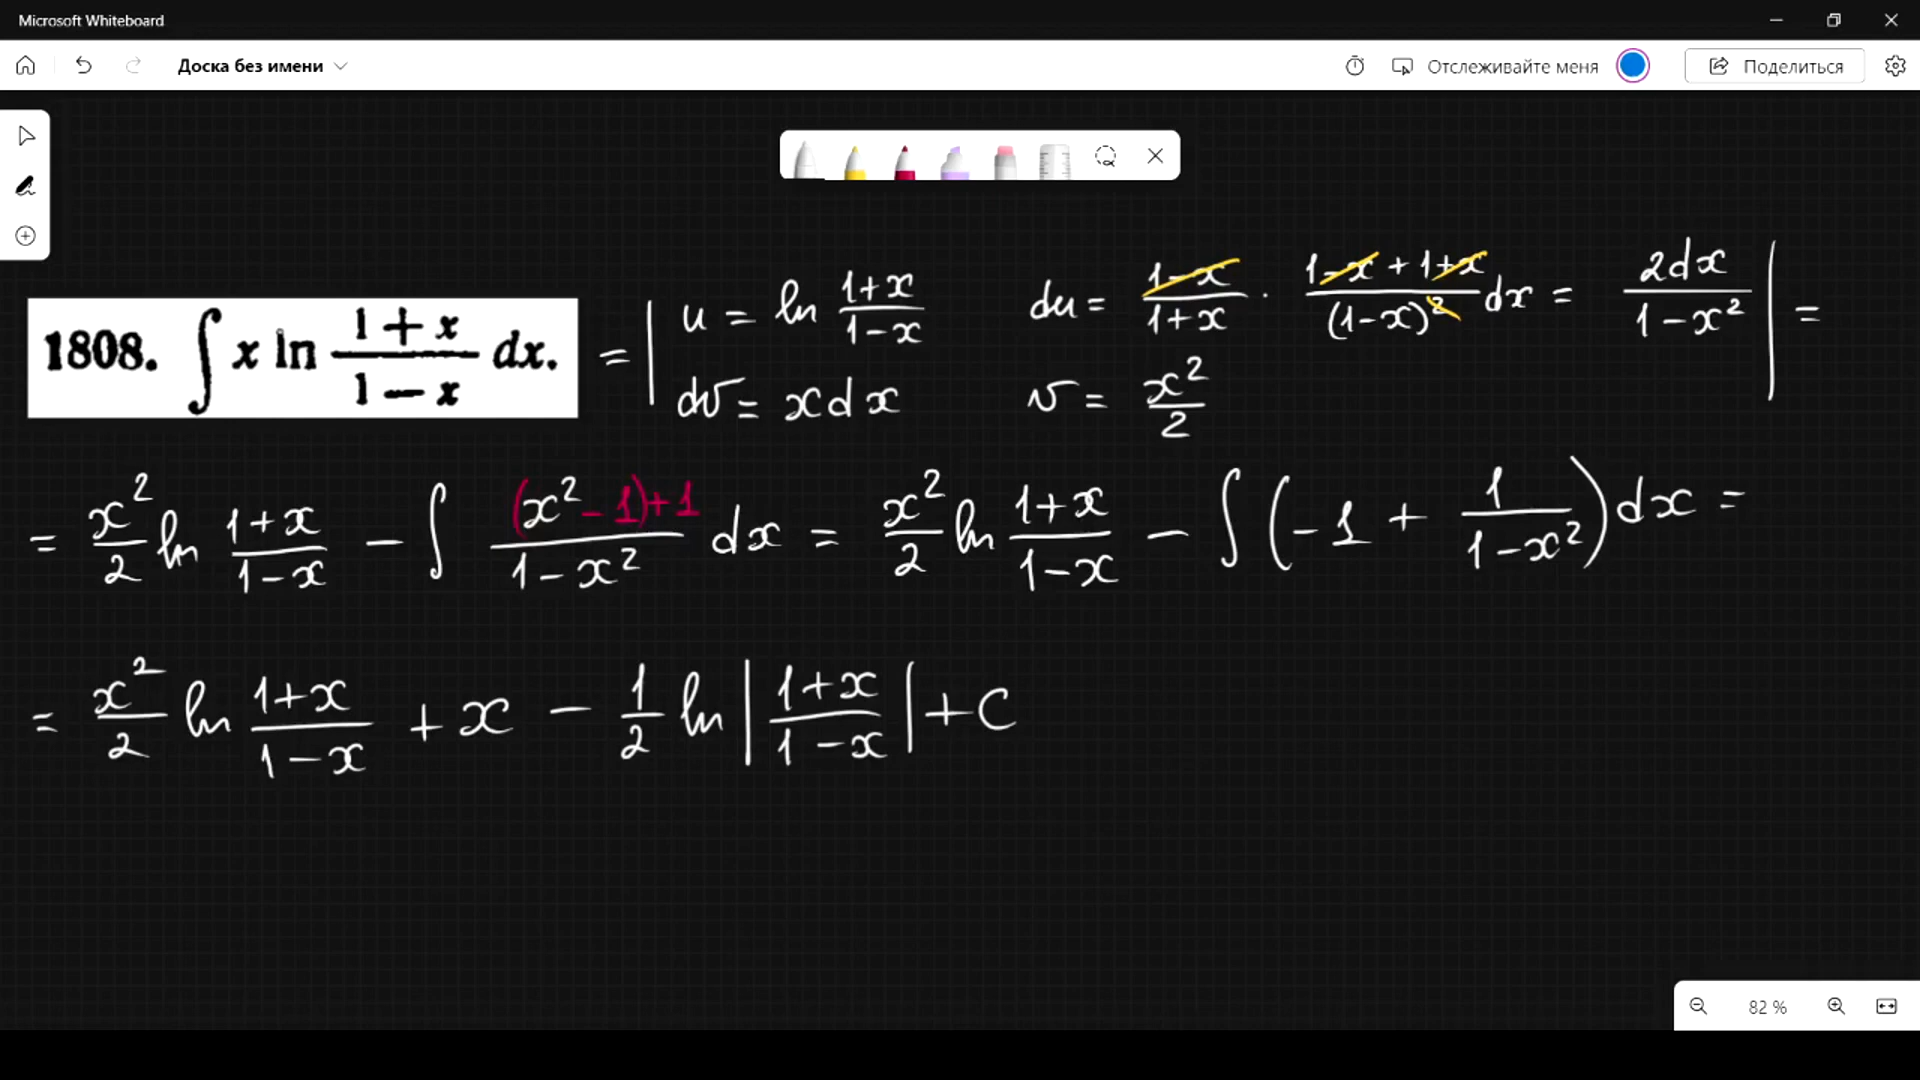 Microsoft Whiteboard
Доска без имени
Отслеживайте меня
Поделиться
1808. ∫ x ln (1 + x)/(1 − x) dx.
= | u = ln (1+x)/(1−x) du = (1−x)/(1+x) · (1−x+1+x)/(1−x)² dx = 2dx/(1−x²) | =
dv = xdx v = x²/2
= x²/2 ln (1+x)/(1−x) − ∫ ((x²−1)+1)/(1−x²) dx = x²/2 ln (1+x)/(1−x) − ∫ (−1 + 1/(1−x²)) dx =
= x²/2 ln (1+x)/(1−x) + x − 1/2 ln |(1+x)/(1−x)| + C
82 %